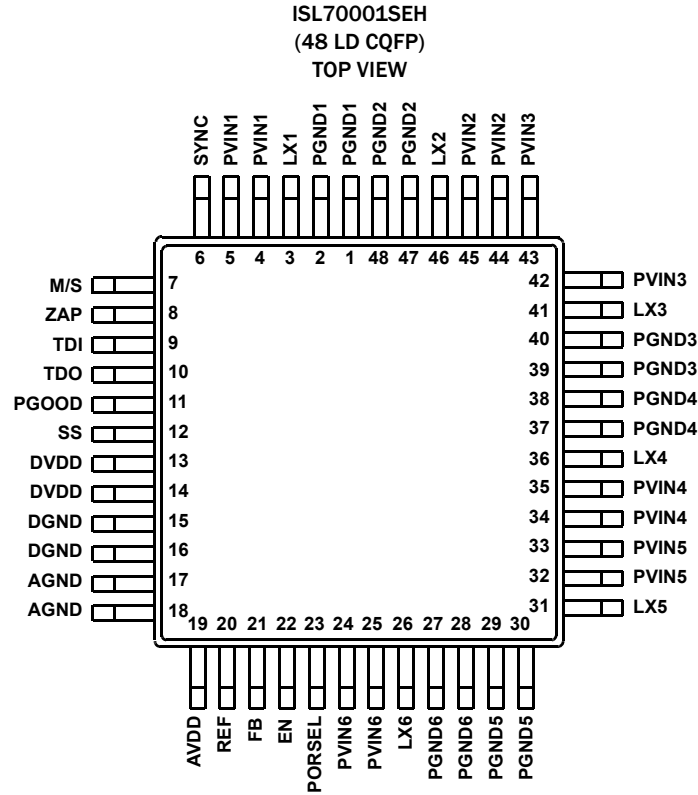 ISL70001SEH
(48 LD CQFP)
TOP VIEW
SYNC
PVIN1
PVIN1
LX1
PGND1
PGND1
PGND2
PGND2
LX2
PVIN2
PVIN2
PVIN3
6 5 4 3 2 1 48 47 46 45 44 43
M/S 7
ZAP 8
TDI 9
TDO 10
PGOOD 11
SS 12
DVDD 13
DVDD 14
DGND 15
DGND 16
AGND 17
AGND 18
42 PVIN3
41 LX3
40 PGND3
39 PGND3
38 PGND4
37 PGND4
36 LX4
35 PVIN4
34 PVIN4
33 PVIN5
32 PVIN5
31 LX5
19 20 21 22 23 24 25 26 27 28 29 30
AVDD
REF
FB
EN
PORSEL
PVIN6
PVIN6
LX6
PGND6
PGND6
PGND5
PGND5